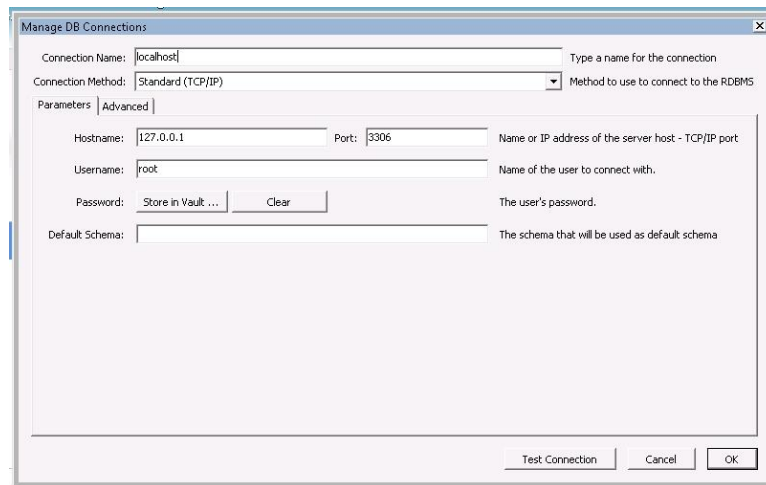 Manage DB Connections
Connection Name: localhost Type a name for the connection
Connection Method: Standard (TCP/IP) Method to use to connect to the RDBMS
Parameters Advanced
Hostname: 127.0.0.1 Port: 3306 Name or IP address of the server host - TCP/IP port
Username: root Name of the user to connect with.
Password: Store in Vault ... Clear The user's password.
Default Schema: The schema that will be used as default schema
Test Connection Cancel OK